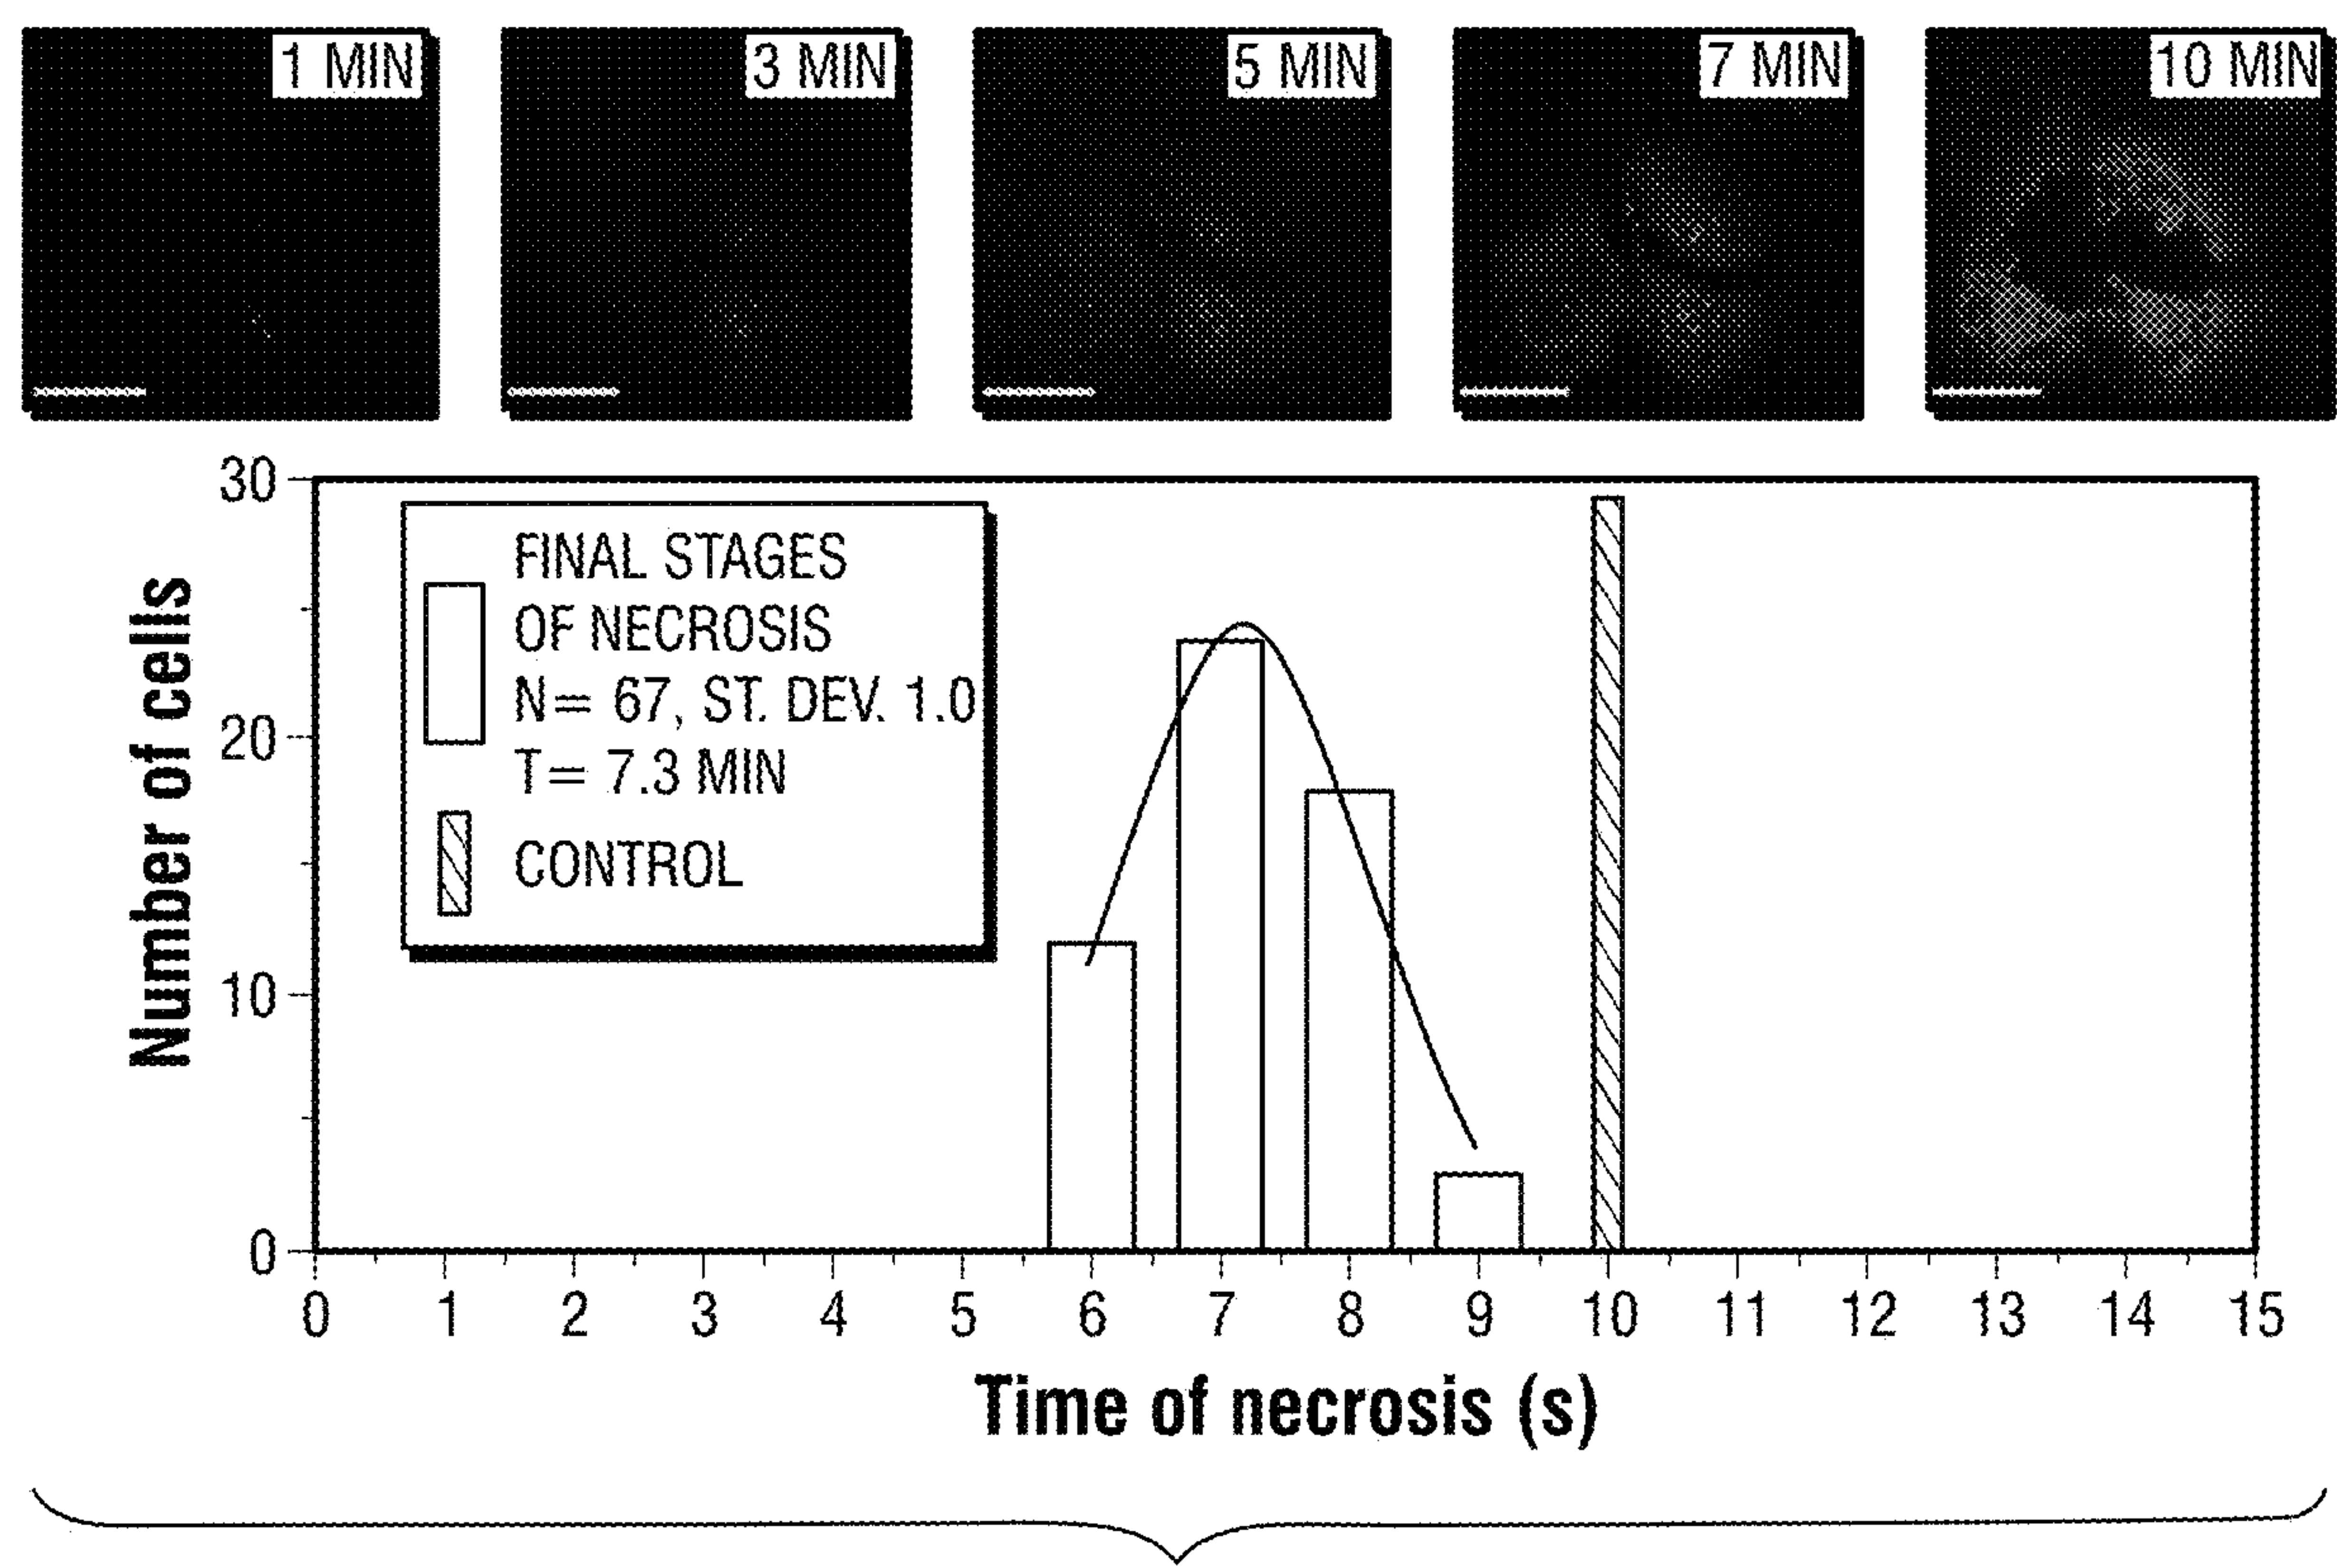 1 MIN
3 MIN
5 MIN
7 MIN
10 MIN
30
20
10
0
Number of cells
FINAL STAGES
OF NECROSIS
N= 67, ST. DEV. 1.0
T= 7.3 MIN
CONTROL
0 1 2 3 4 5 6 7 8 9 10 11 12 13 14 15
Time of necrosis (s)